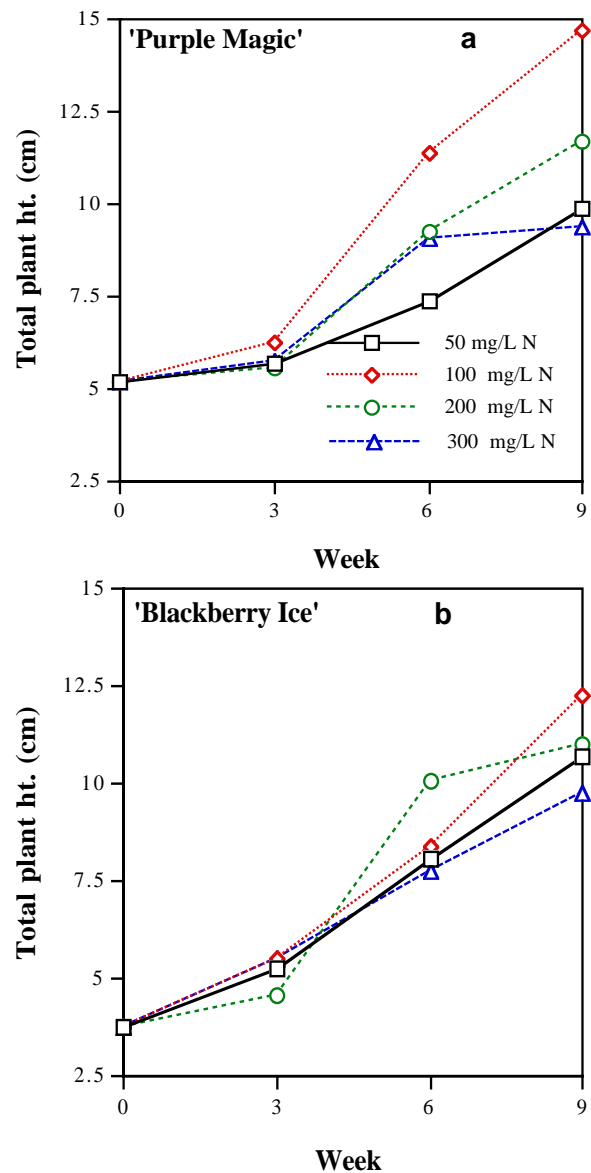 'Purple Magic'
a
15
12.5
10
7.5
5
2.5
Total plant ht. (cm)
50 mg/L N
100 mg/L N
200 mg/L N
300 mg/L N
0 3 6 9
Week
'Blackberry Ice'
b
15
12.5
10
7.5
5
2.5
Total plant ht. (cm)
0 3 6 9
Week